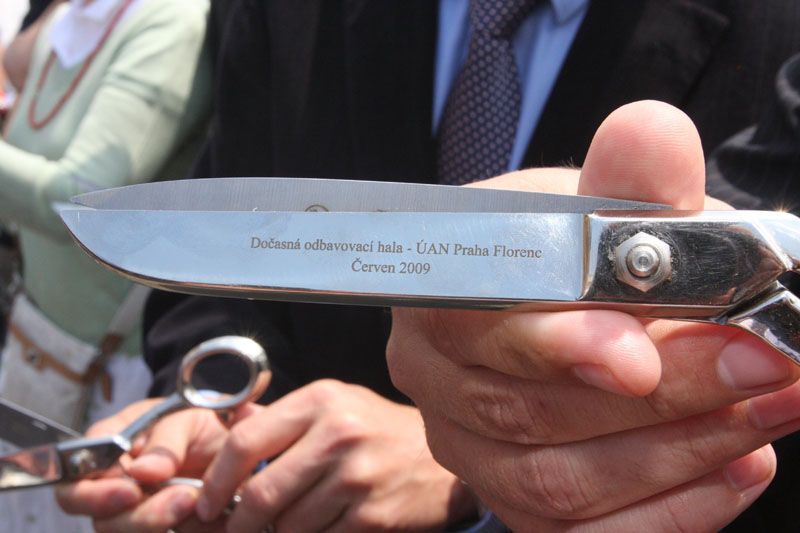 Dočasná odbavovací hala - ÚAN Praha Florenc
Červen 2009